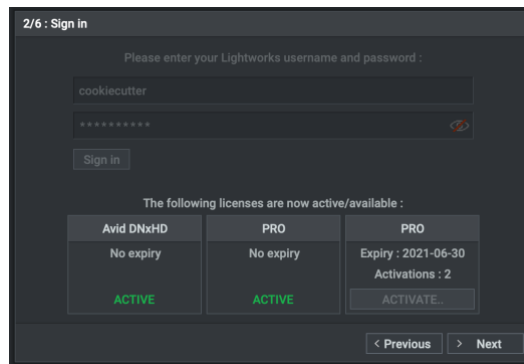 2/6 : Sign in
Please enter your Lightworks username and password :
cookiecutter
**********
Sign in
The following licenses are now active/available :
Avid DNxHD
No expiry
ACTIVE
PRO
No expiry
ACTIVE
PRO
Expiry : 2021-06-30
Activations : 2
ACTIVATE..
< Previous
> Next